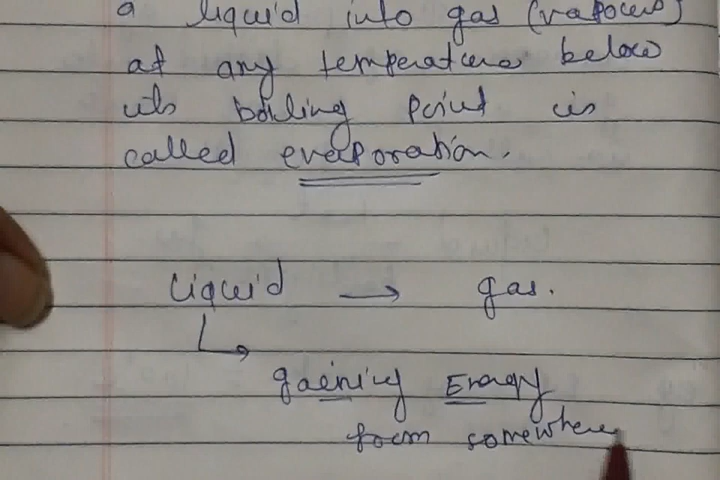 a liquid into gas (vapours)
at any temperature below
its boiling point is
called evaporation.
Liquid → gas.
gaining Energy
form somewhere